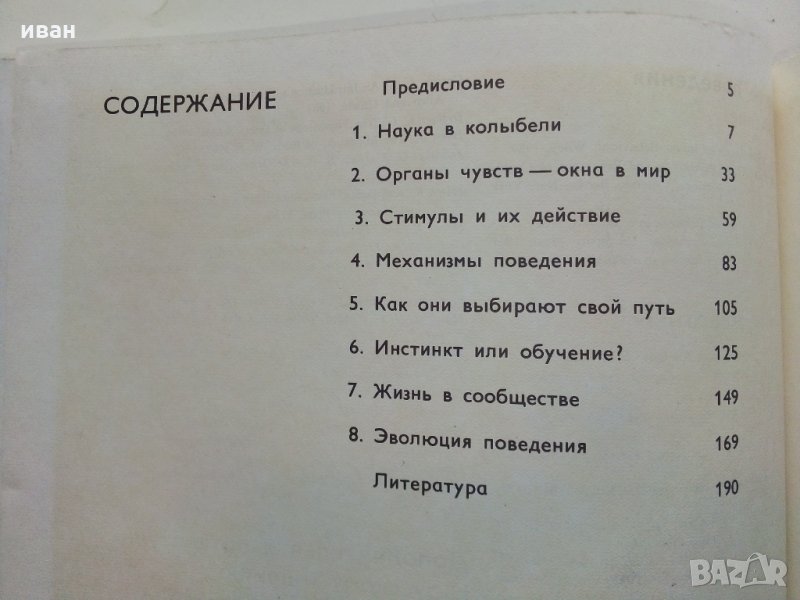 иван
СОДЕРЖАНИЕ
Предисловие 5
1. Наука в колыбели 7
2. Органы чувств — окна в мир 33
3. Стимулы и их действие 59
4. Механизмы поведения 83
5. Как они выбирают свой путь 105
6. Инстинкт или обучение? 125
7. Жизнь в сообществе 149
8. Эволюция поведения 169
Литература 190
BAZAR